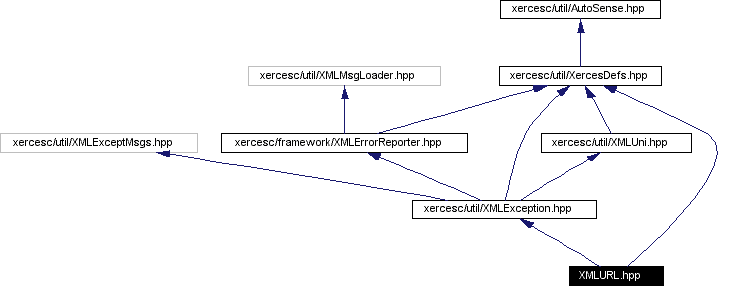 xercesc/util/AutoSense.hpp
xercesc/util/XMLMsgLoader.hpp
xercesc/util/XercesDefs.hpp
xercesc/util/XMLExceptMsgs.hpp
xercesc/framework/XMLErrorReporter.hpp
xercesc/util/XMLUni.hpp
xercesc/util/XMLException.hpp
XMLURL.hpp